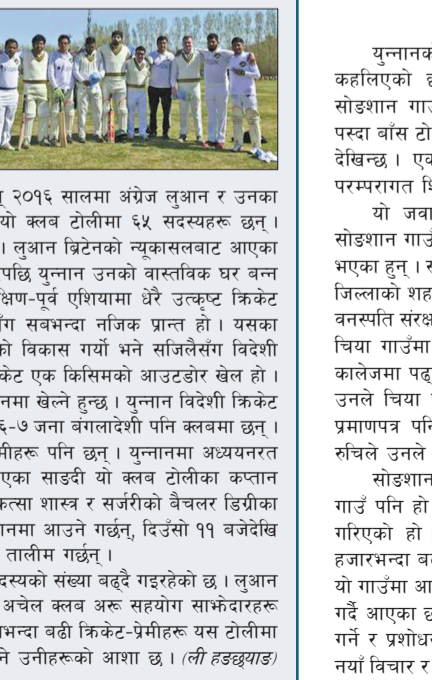 २०१६ सालमा अंग्रेज लुआन र उनका
यो क्लब टोलीमा ६५ सदस्यहरू छन् ।
। लुआन ब्रिटेनको न्यूकासलबाट आएका
पछि युन्नान उनको वास्तविक घर बन्न
क्षिण-पूर्व एशियामा धेरै उत्कृष्ट क्रिकेट
ँग सबभन्दा नजिक प्रान्त हो । यसका
को विकास गर्यो भने सजिलैसँग विदेशी
केट एक किसिमको आउटडोर खेल हो ।
नमा खेल्ने हुन्छ । युन्नान विदेशी क्रिकेट
६-७ जना बंगलादेशी पनि क्लबमा छन् ।
मीहरू पनि छन् । युन्नानमा अध्ययनरत
एका साङदी यो क्लब टोलीका कप्तान
कत्सा शास्त्र र सर्जरीको बैचलर डिग्रीका
ानमा आउने गर्छन्, दिउँसो ११ बजेदेखि
तालीम गर्छन् ।
दस्यको संख्या बढ्दै गइरहेको छ । लुआन
अचेल क्लब अरू सहयोग साझेदारहरू
भन्दा बढी क्रिकेट-प्रेमीहरू यस टोलीमा
ने उनीहरूको आशा छ । (ली हङछ्याङ)
युन्नानक
कहलिएको छ
सोङशान गाउ
पस्दा बाँस टो
देखिन्छ । एक
परम्परागत शि
यो जवा
सोङशान गाउँ
भएका हुन् । स
जिल्लाको शह
वनस्पति संरक्ष
चिया गाउँमा
कालेजमा पढ्
उनले चिया
प्रमाणपत्र पनि
रुचिले उनले
सोङशान
गाउँ पनि हो
गरिएको हो ।
हजारभन्दा बढ
यो गाउँमा आ
गर्दै आएका छ
गर्ने र प्रशोधन
नयाँ विचार र